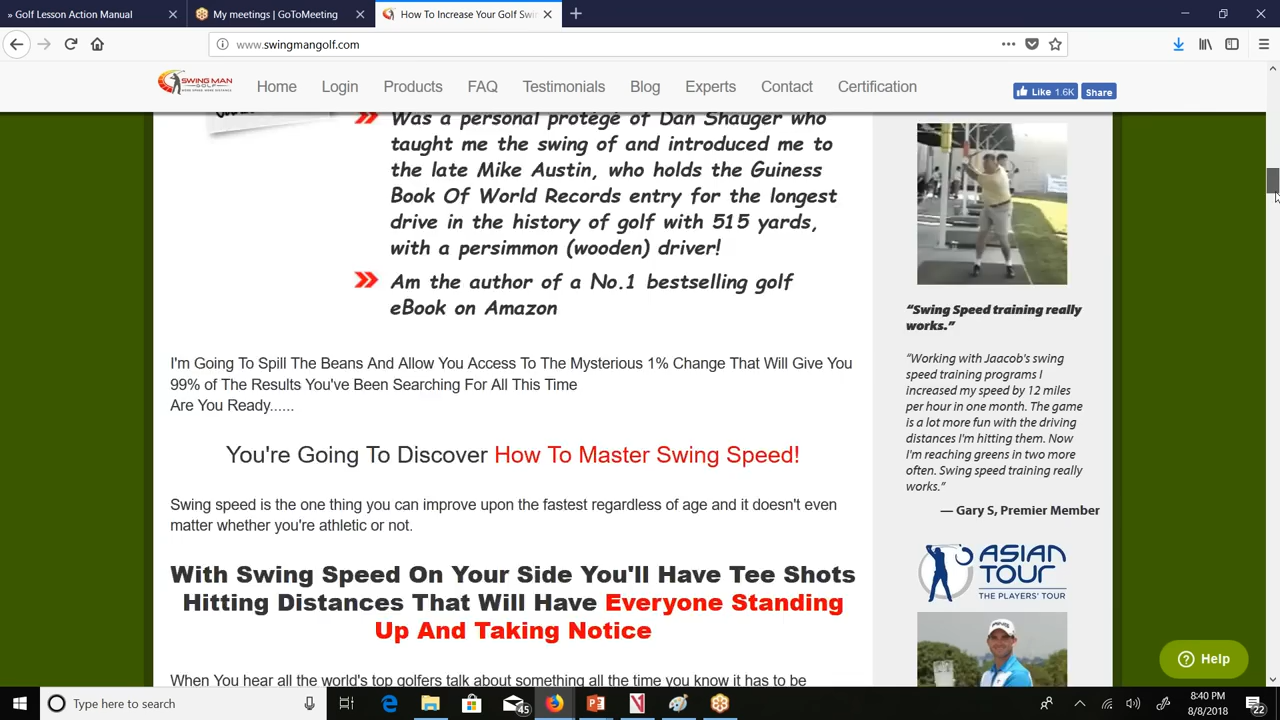 » Golf Lesson Action Manual
My meetings | GoToMeeting
How To Increase Your Golf Swi
www.swingmangolf.com
SWING MAN
GOLF
Home
Login
Products
FAQ
Testimonials
Blog
Experts
Contact
Certification
Like 1.6K
Share
Was a personal protégé of Dan Shauger who
taught me the swing of and introduced me to
the late Mike Austin, who holds the Guiness
Book Of World Records entry for the longest
drive in the history of golf with 515 yards,
with a persimmon (wooden) driver!
Am the author of a No.1 bestselling golf
eBook on Amazon
I'm Going To Spill The Beans And Allow You Access To The Mysterious 1% Change That Will Give You
99% of The Results You've Been Searching For All This Time
Are You Ready......
You're Going To Discover How To Master Swing Speed!
Swing speed is the one thing you can improve upon the fastest regardless of age and it doesn't even
matter whether you're athletic or not.
With Swing Speed On Your Side You'll Have Tee Shots
Hitting Distances That Will Have Everyone Standing
Up And Taking Notice
When You hear all the world's top golfers talk about something all the time you know it has to be
“Swing Speed training really
works.”
“Working with Jaacob's swing
speed training programs I
increased my speed by 12 miles
per hour in one month. The game
is a lot more fun with the driving
distances I'm hitting them. Now
I'm reaching greens in two more
often. Swing speed training really
works.”
— Gary S, Premier Member
ASIAN
TOUR
THE PLAYERS' TOUR
PING
Help
Type here to search
45
8:40 PM
8/8/2018
22